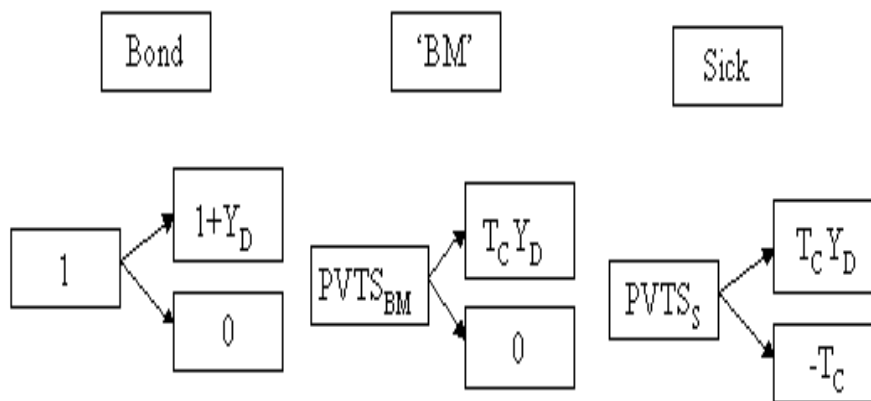 Bond
‘BM’
Sick
1
1+Y_D
0
PVTS_BM
T_C Y_D
0
PVTS_S
T_C Y_D
-T_C